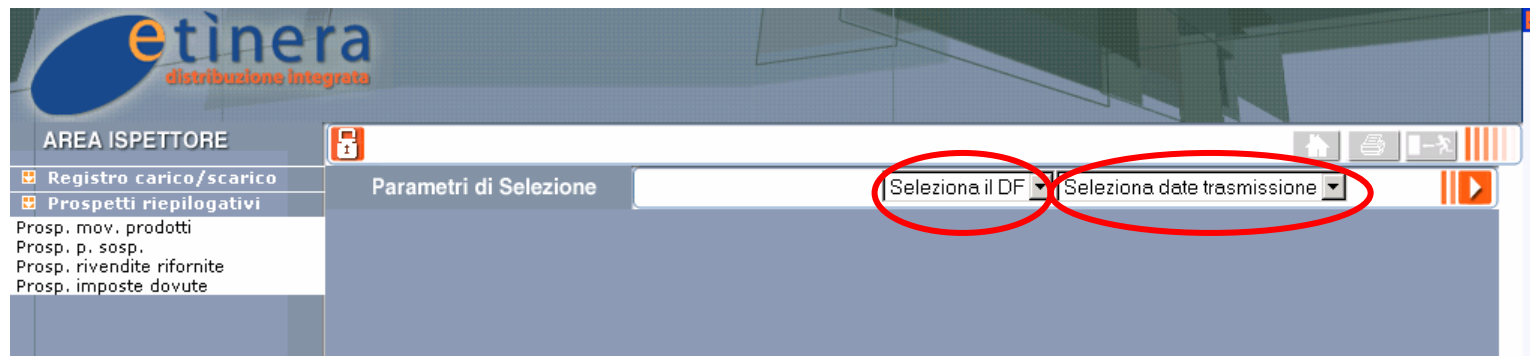 etìnera
distribuzione integrata
AREA ISPETTORE
Registro carico/scarico
Parametri di Selezione
Seleziona il DF
Seleziona date trasmissione
Prospetti riepilogativi
Prosp. mov. prodotti
Prosp. p. sosp.
Prosp. rivendite rifornite
Prosp. imposte dovute